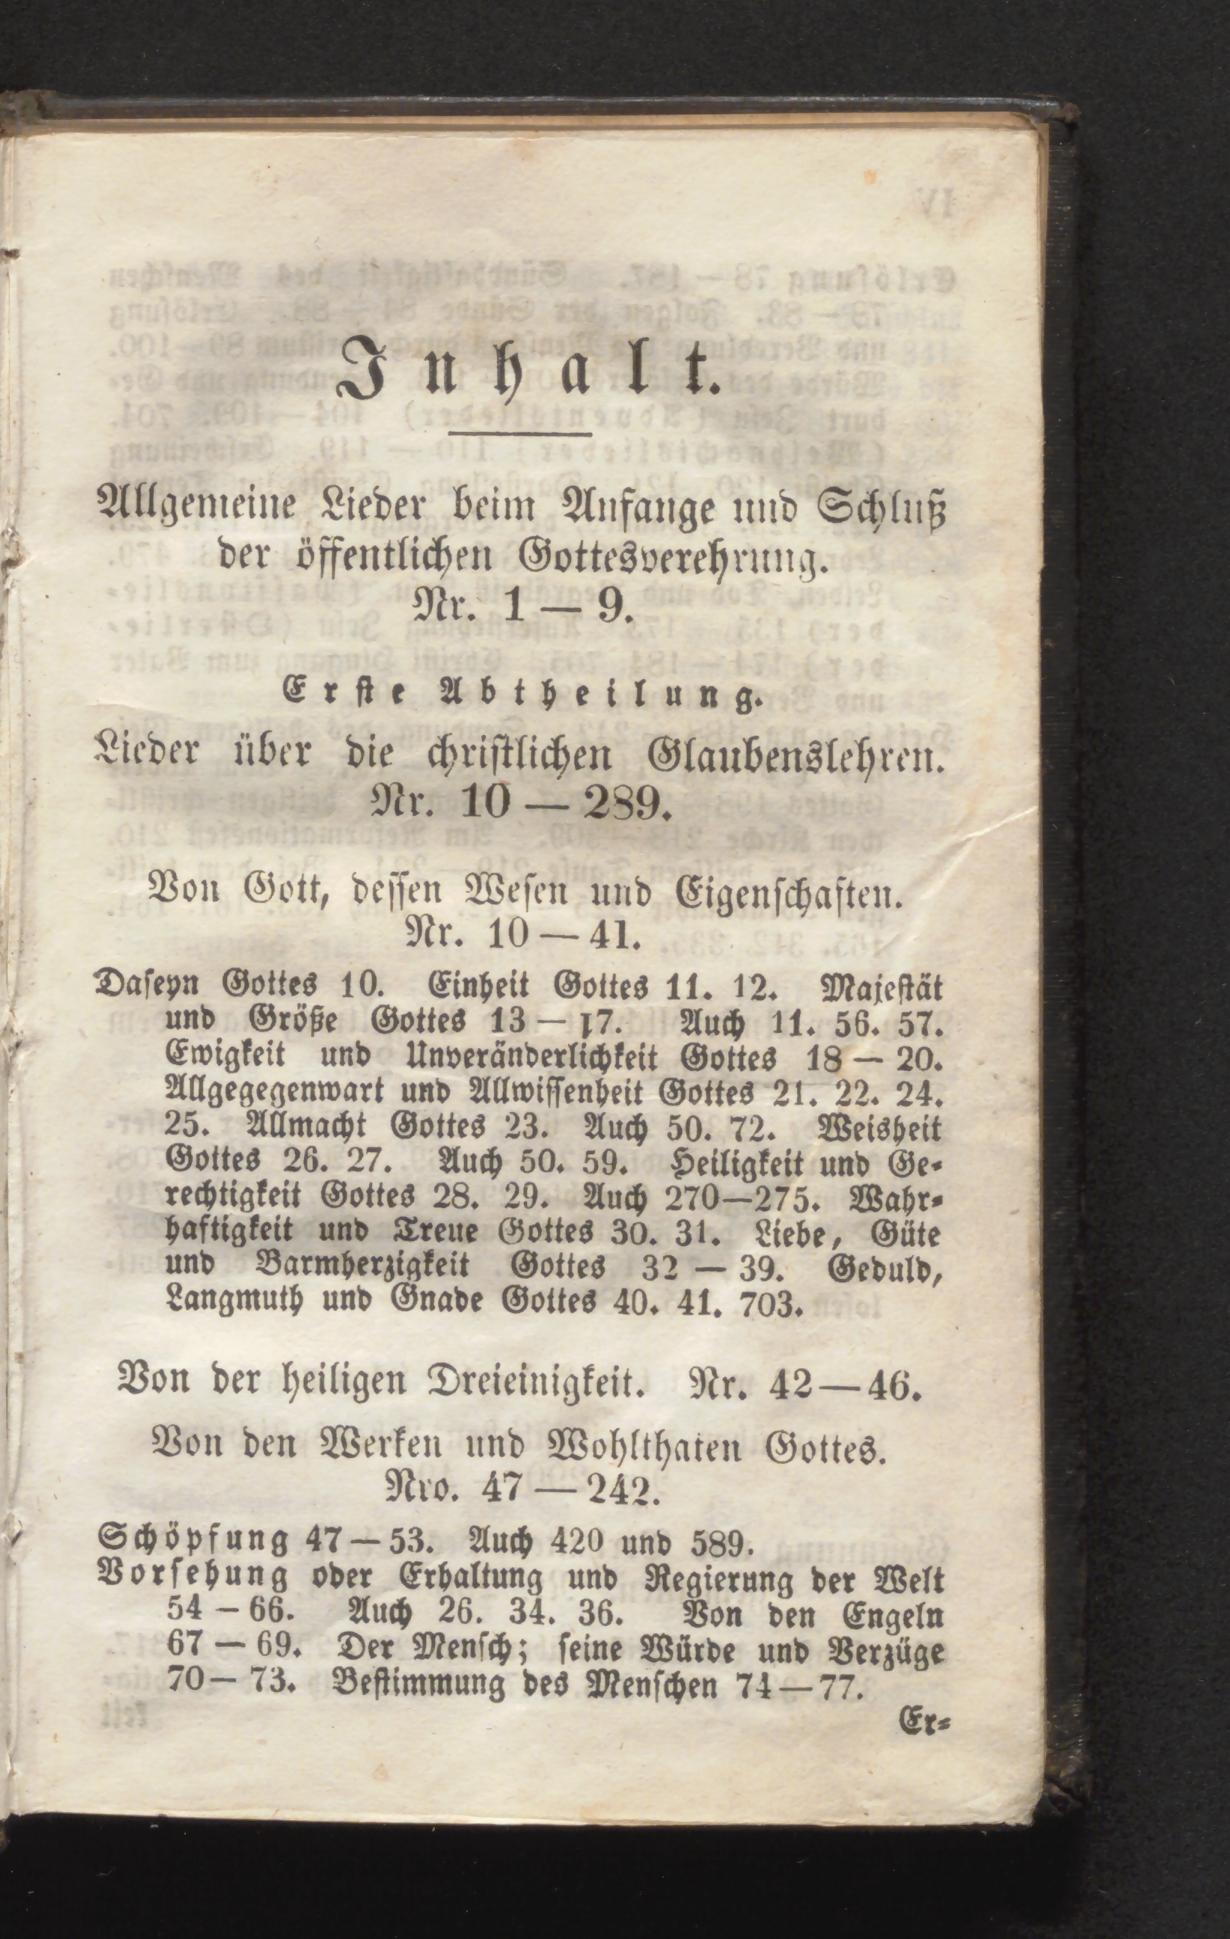 Inhalt.
Allgemeine Lieder beim Anfange und Schluß
der öffentlichen Gottesverehrung.
Nr. 1 — 9.
Erste Abtheilung.
Lieder über die christlichen Glaubenslehren.
Nr. 10 — 289.
Von Gott, dessen Wesen und Eigenschaften.
Nr. 10 — 41.
Daseyn Gottes 10. Einheit Gottes 11. 12. Majestät
und Größe Gottes 13 — 17. Auch 11. 56. 57.
Ewigkeit und Unveränderlichkeit Gottes 18 — 20.
Allgegegenwart und Allwissenheit Gottes 21. 22. 24.
25. Allmacht Gottes 23. Auch 50. 72. Weisheit
Gottes 26. 27. Auch 50. 59. Heiligkeit und Ge-
rechtigkeit Gottes 28. 29. Auch 270—275. Wahr-
haftigkeit und Treue Gottes 30. 31. Liebe, Güte
und Barmherzigkeit Gottes 32 — 39. Geduld,
Langmuth und Gnade Gottes 40. 41. 703.
Von der heiligen Dreieinigkeit. Nr. 42—46.
Von den Werken und Wohlthaten Gottes.
Nro. 47—242.
Schöpfung 47—53. Auch 420 und 589.
Vorsehung oder Erhaltung und Regierung der Welt
54 — 66. Auch 26. 34. 36. Von den Engeln
67 — 69. Der Mensch; seine Würde und Verzüge
70— 73. Bestimmung des Menschen 74—77.
Er-